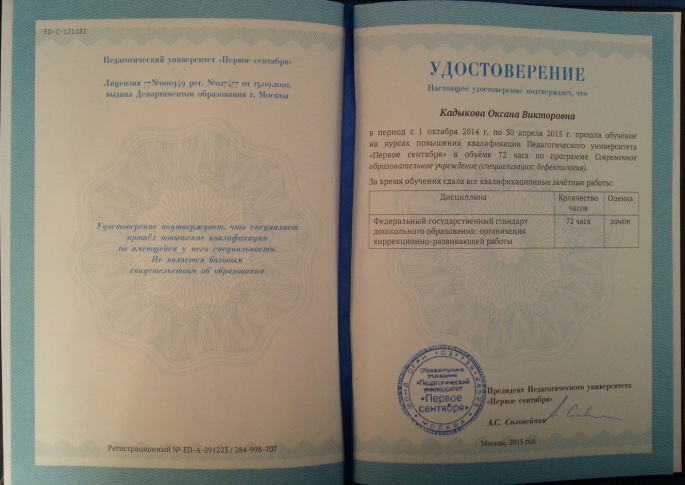 ED-C-121182
Педагогический университет «Первое сентября»
Лицензия 77№000349 рег. №027477 от 15.09.2010,
выдана Департаментом образования г. Москвы
Удостоверение подтверждает, что специалист
прошёл повышение квалификации
по имеющейся у него специальности.
Не является базовым
свидетельством об образовании
Регистрационный № ED-A-291223 / 284-998-707
УДОСТОВЕРЕНИЕ
Настоящее удостоверение подтверждает, что
Кадыкова Оксана Викторовна
в период с 1 октября 2014 г. по 30 апреля 2015 г. прошла обучение
на курсах повышения квалификации Педагогического университета
«Первое сентября» в объёме 72 часа по программе Современное
образовательное учреждение (специализация: дефектология).
За время обучения сдала все квалификационные зачётные работы:
Дисциплина Количество часов Оценка
Федеральный государственный стандарт 72 часа зачёт
дошкольного образования: организация
коррекционно-развивающей работы
Образовательное
учреждение
«Педагогический
университет
«Первое
сентября»
МОСКВА
Президент Педагогического университета
«Первое сентября»
А.С. Соловейчик
Москва, 2015 год